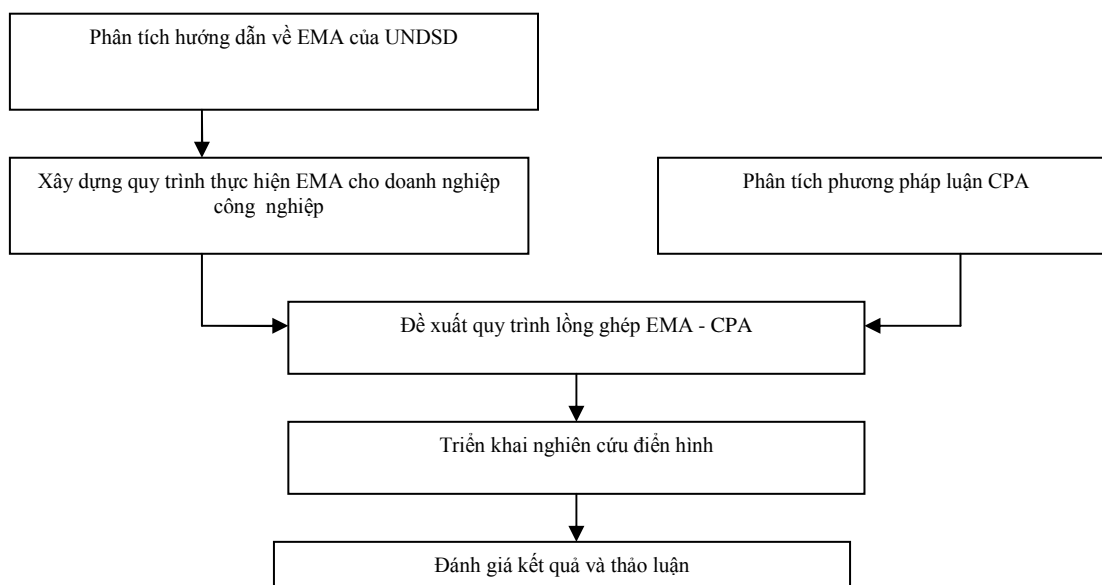 Phân tích hướng dẫn về EMA của UNDSD
Xây dựng quy trình thực hiện EMA cho doanh nghiệp
công nghiệp
Phân tích phương pháp luận CPA
Đề xuất quy trình lồng ghép EMA - CPA
Triển khai nghiên cứu điển hình
Đánh giá kết quả và thảo luận